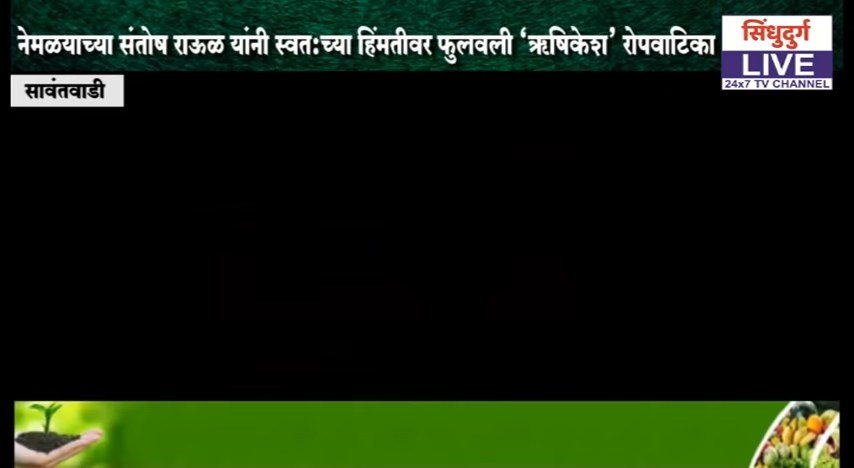 नेमळयाच्या संतोष राऊळ यांनी स्वत:च्या हिंमतीवर फुलवली ‘ऋषिकेश’ रोपवाटिका
सिंधुदुर्ग
LIVE
24x7 TV CHANNEL
सावंतवाडी